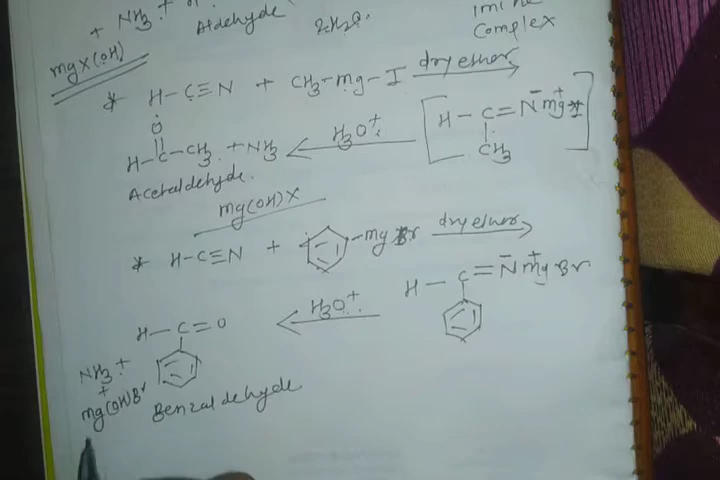 + NH3 ↑
Aldehyde 2H2O. imine
mgx(OH) Complex
* H-C≡N + CH3-mg-I dry ether
H-C=N̄ mg⁺I
CH3
H3O⁺
O
H-C-CH3 + NH3
Acetaldehyde.
mg(OH)X
* H-C≡N + mgBr dry ether
H-C=N̄ mg⁺Br
H3O⁺
H-C=O
NH3 +
+
mg(OH)Br Benzaldehyde